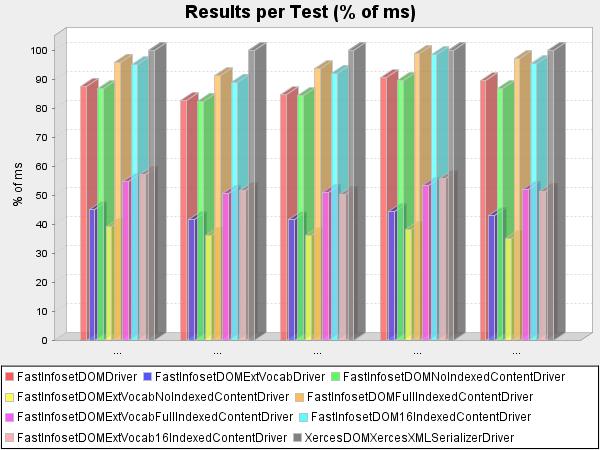 Results per Test (% of ms)
% of ms
100
90
80
70
60
50
40
30
20
10
0
... ... ... ... ...
FastInfosetDOMDriver FastInfosetDOMExtVocabDriver FastInfosetDOMNoIndexedContentDriver
FastInfosetDOMExtVocabNoIndexedContentDriver FastInfosetDOMFullIndexedContentDriver
FastInfosetDOMExtVocabFullIndexedContentDriver FastInfosetDOM16IndexedContentDriver
FastInfosetDOMExtVocab16IndexedContentDriver XercesDOMXercesXMLSerializerDriver